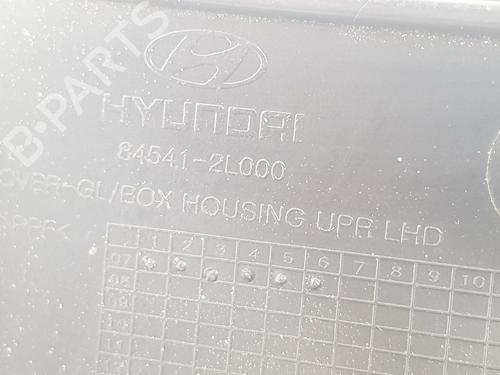 HYUNDAI
84541-2L000
COVER-GL/BOX HOUSING UPR LHD
1 2 3 4 5 6 7 8 9 10
07
08
09
10
11
B-PARTS